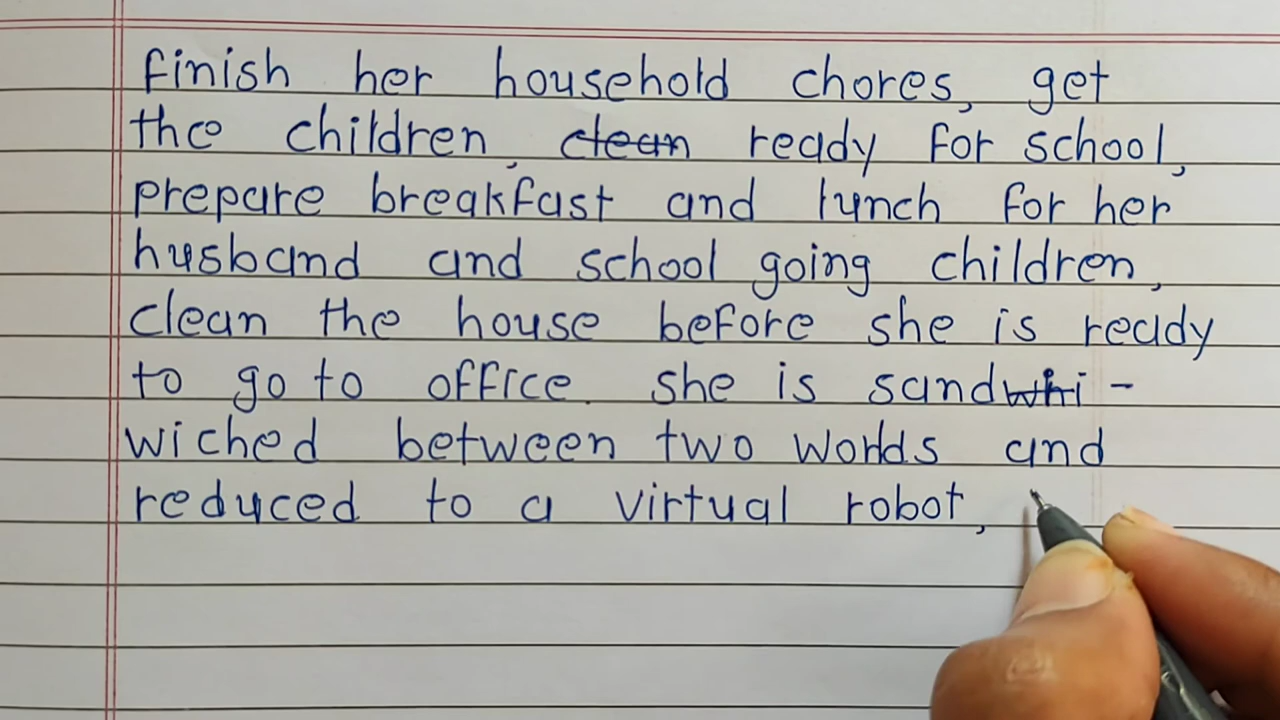 finish her household chores, get
the children, ~~clean~~ ready for school,
prepare breakfast and lunch for her
husband and school going children,
clean the house before she is ready
to go to office. she is sand~~wh~~i-
wiched between two worlds and
reduced to a virtual robot,